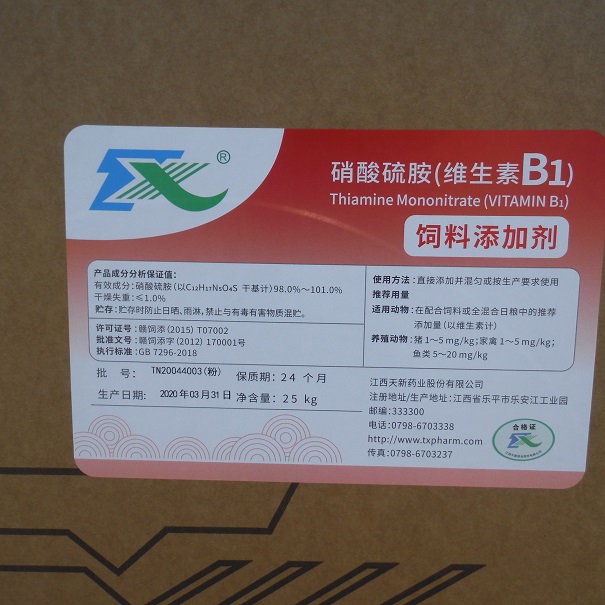 ®
硝酸硫胺(维生素B1)
Thiamine Mononitrate (VITAMIN B₁)
饲料添加剂
产品成分分析保证值:
有效成分:硝酸硫胺(以C₁₂H₁₇N₅O₄S 干基计)98.0%~101.0%
干燥失重:≤1.0%
贮存:贮存时防止日晒、雨淋,禁止与有毒有害物质混贮。
许可证号:赣饲添(2015) T07002
批准文号:赣饲添字(2012) 170001号
执行标准:GB 7296-2018
批 号: TN20044003(粉) 保质期:24 个月
生产日期: 2020年03月31日 净含量:25 kg
使用方法:直接添加并混匀或按生产要求使用
推荐用量
适用动物:在配合饲料或全混合日粮中的推荐
添加量(以维生素计)
养殖动物:猪1~5 mg/kg;家禽1~5 mg/kg;
鱼类5~20 mg/kg
江西天新药业股份有限公司
注册地址/生产地址:江西省乐平市乐安江工业园
邮编:333300
电话:0798-6703338
http://www.txpharm.com
传真:0798-6703237
合格证